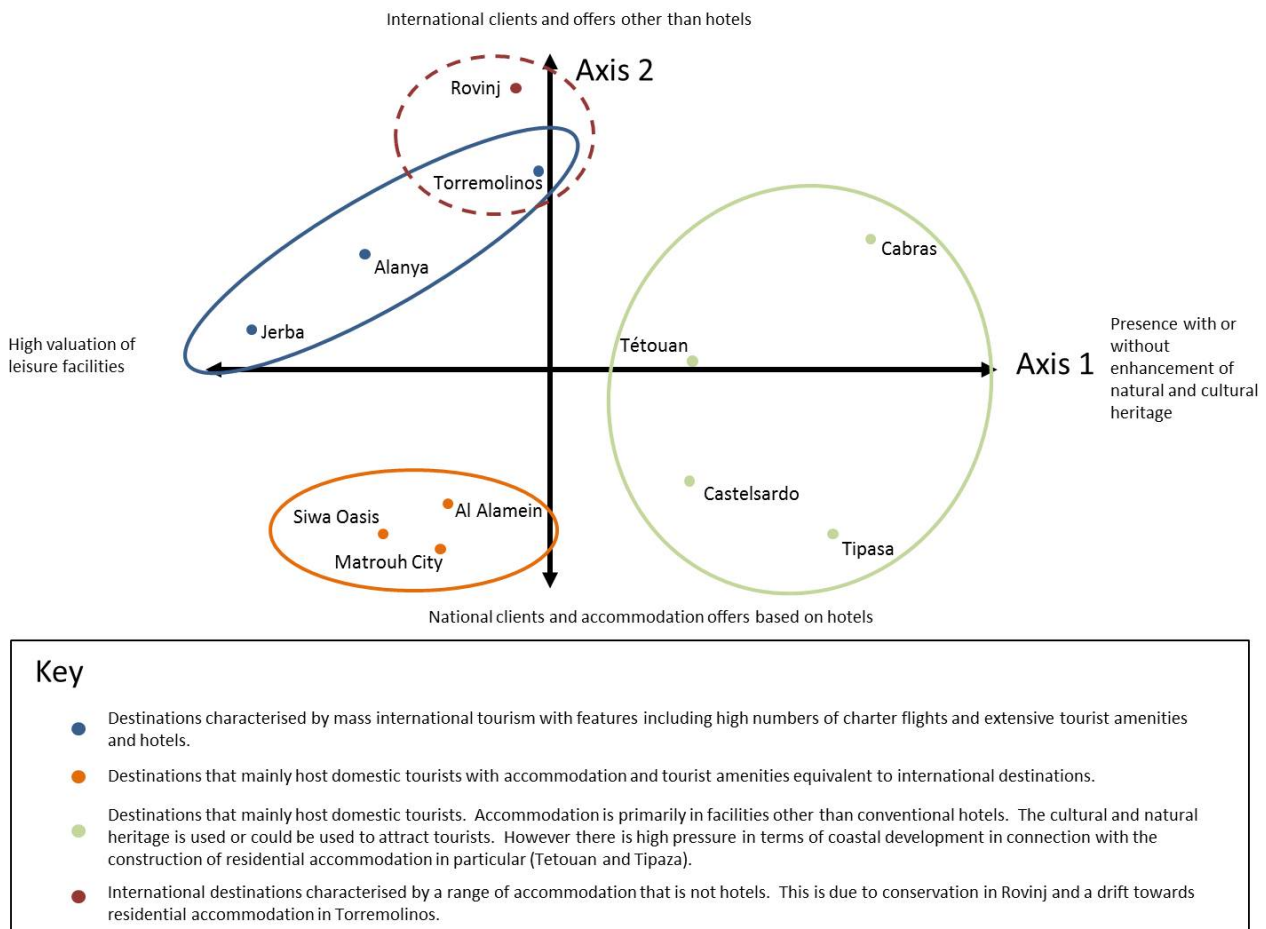 International clients and offers other than hotels
Axis 2
Rovinj
Torremolinos
Cabras
Alanya
Jerba
Tétouan
High valuation of
leisure facilities
Axis 1
Presence with or
without
enhancement of
natural and cultural
heritage
Castelsardo
Al Alamein
Siwa Oasis
Tipasa
Matrouh City
National clients and accommodation offers based on hotels
Key
Destinations characterised by mass international tourism with features including high numbers of charter flights and extensive tourist amenities
and hotels.
Destinations that mainly host domestic tourists with accommodation and tourist amenities equivalent to international destinations.
Destinations that mainly host domestic tourists.  Accommodation is primarily in facilities other than conventional hotels.  The cultural and natural
heritage is used or could be used to attract tourists.  However there is high pressure in terms of coastal development in connection with the
construction of residential accommodation in particular (Tetouan and Tipaza).
International destinations characterised by a range of accommodation that is not hotels.  This is due to conservation in Rovinj and a drift towards
residential accommodation in Torremolinos.